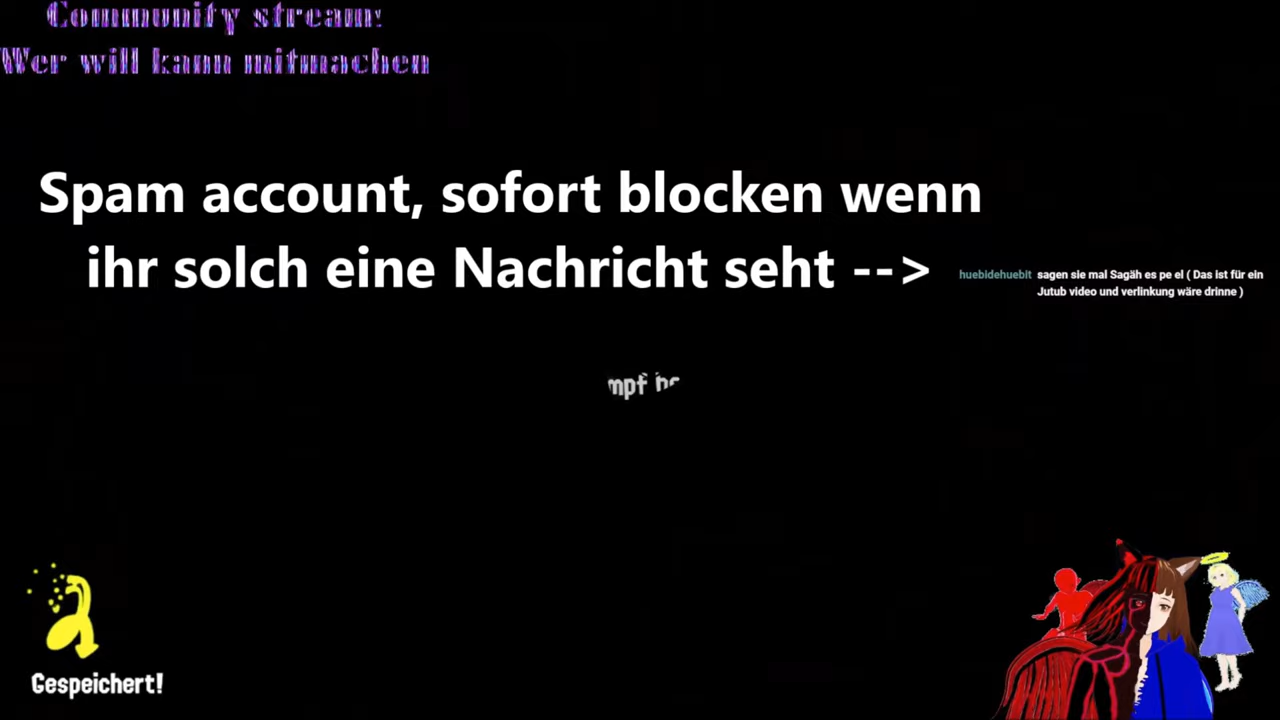 Community stream:
Wer will kann mitmachen
Spam account, sofort blocken wenn
ihr solch eine Nachricht seht -->
huebidehuebit sagen sie mal Sagäh es pe el ( Das ist für ein
Jutub video und verlinkung wäre drinne )
Gespeichert!